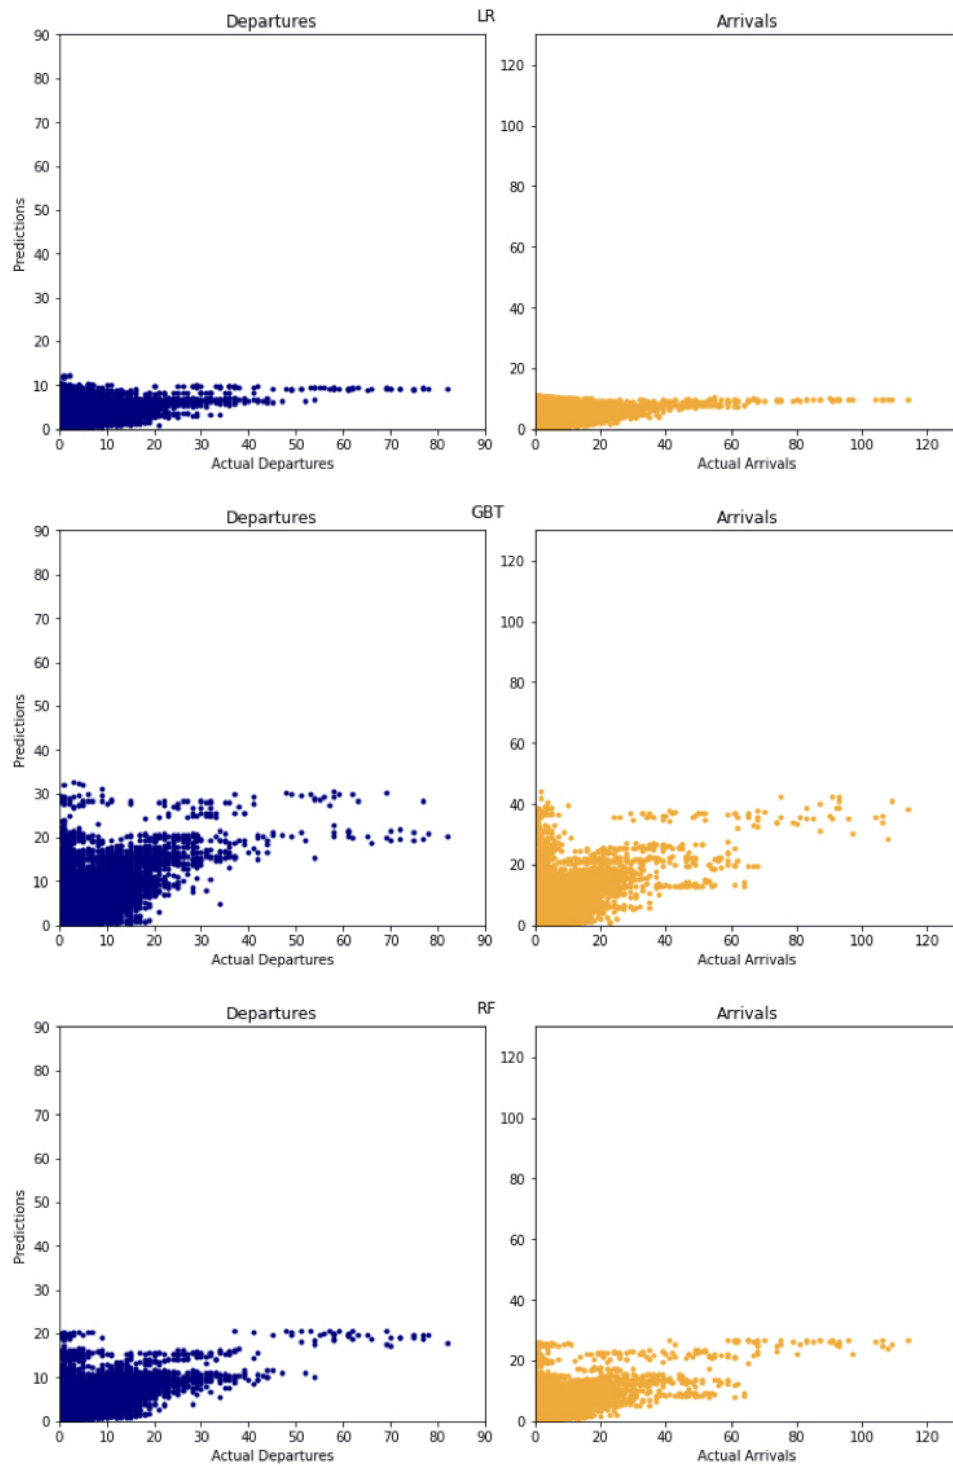 LR
Departures Arrivals
90 80 70 60 50 40 30 20 10 0
Predictions
120 100 80 60 40 20 0
0 10 20 30 40 50 60 70 80 90
0 20 40 60 80 100 120
Actual Departures Actual Arrivals
GBT
Departures Arrivals
90 80 70 60 50 40 30 20 10 0
Predictions
120 100 80 60 40 20 0
0 10 20 30 40 50 60 70 80 90
0 20 40 60 80 100 120
Actual Departures Actual Arrivals
RF
Departures Arrivals
90 80 70 60 50 40 30 20 10 0
Predictions
120 100 80 60 40 20 0
0 10 20 30 40 50 60 70 80 90
0 20 40 60 80 100 120
Actual Departures Actual Arrivals